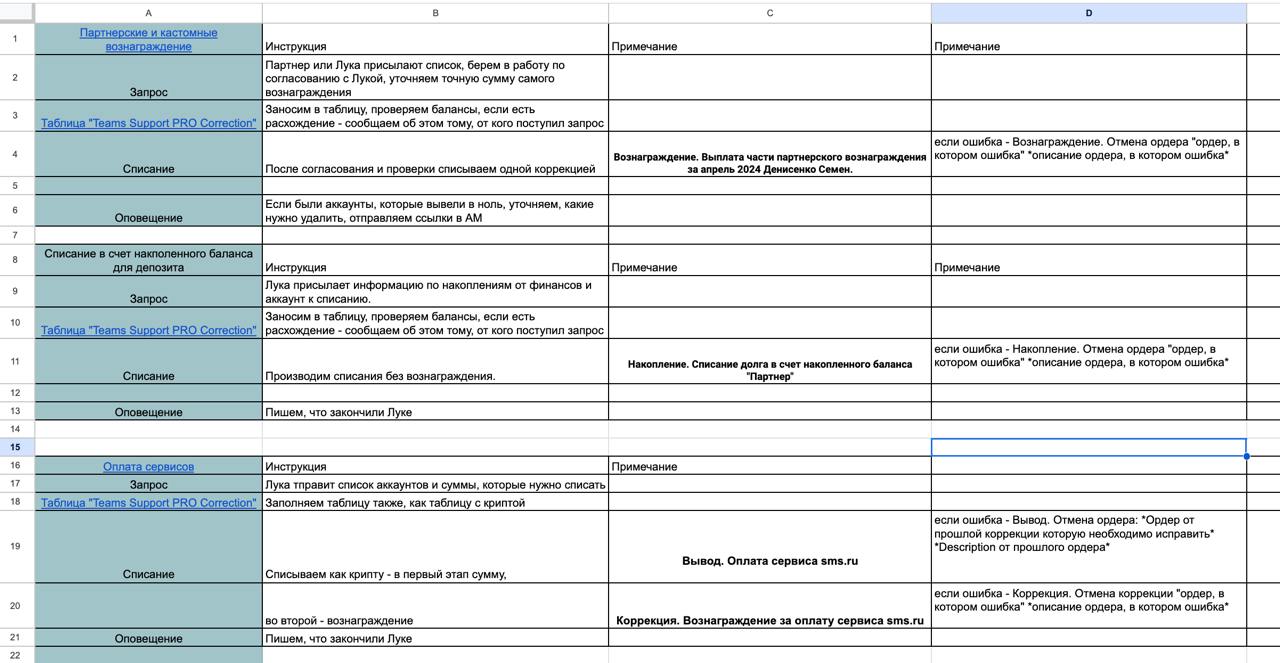 A B C D
1 Партнерские и кастомные
вознаграждение Инструкция Примечание Примечание
2 Запрос Партнер или Лука присылают список, берем в работу по
согласованию с Лукой, уточняем точную сумму самого
вознаграждения
3 Таблица "Teams Support PRO Correction" Заносим в таблицу, проверяем балансы, если есть
расхождение - сообщаем об этом тому, от кого поступил запрос
4 Списание После согласования и проверки списываем одной коррекцией
Вознаграждение. Выплата части партнерского вознаграждения
за апрель 2024 Денисенко Семен.
если ошибка - Вознаграждение. Отмена ордера "ордер, в
котором ошибка" *описание ордера, в котором ошибка*
5
6 Оповещение Если были аккаунты, которые вывели в ноль, уточняем, какие
нужно удалить, отправляем ссылки в АМ
7
8 Списание в счет накполенного баланса
для депозита Инструкция Примечание Примечание
9 Запрос Лука присылает информацию по накоплениям от финансов и
аккаунт к списанию.
10 Таблица "Teams Support PRO Correction" Заносим в таблицу, проверяем балансы, если есть
расхождение - сообщаем об этом тому, от кого поступил запрос
11 Списание Производим списания без вознаграждения.
Накопление. Списание долга в счет накопленного баланса
"Партнер"
если ошибка - Накопление. Отмена ордера "ордер, в
котором ошибка" *описание ордера, в котором ошибка*
12
13 Оповещение Пишем, что закончили Луке
14
15
16 Оплата сервисов Инструкция Примечание
17 Запрос Лука тправит список аккаунтов и суммы, которые нужно списать
18 Таблица "Teams Support PRO Correction" Заполняем таблицу также, как таблицу с криптой
19 Списание Списываем как крипту - в первый этап сумму,
Вывод. Оплата сервиса sms.ru
если ошибка - Вывод. Отмена ордера: *Ордер от
прошлой коррекции которую необходимо исправить*
*Description от прошлого ордера*
20 во второй - вознаграждение
Коррекция. Вознаграждение за оплату сервиса sms.ru
если ошибка - Коррекция. Отмена коррекции "ордер, в
котором ошибка" *описание ордера, в котором ошибка*
21 Оповещение Пишем, что закончили Луке
22